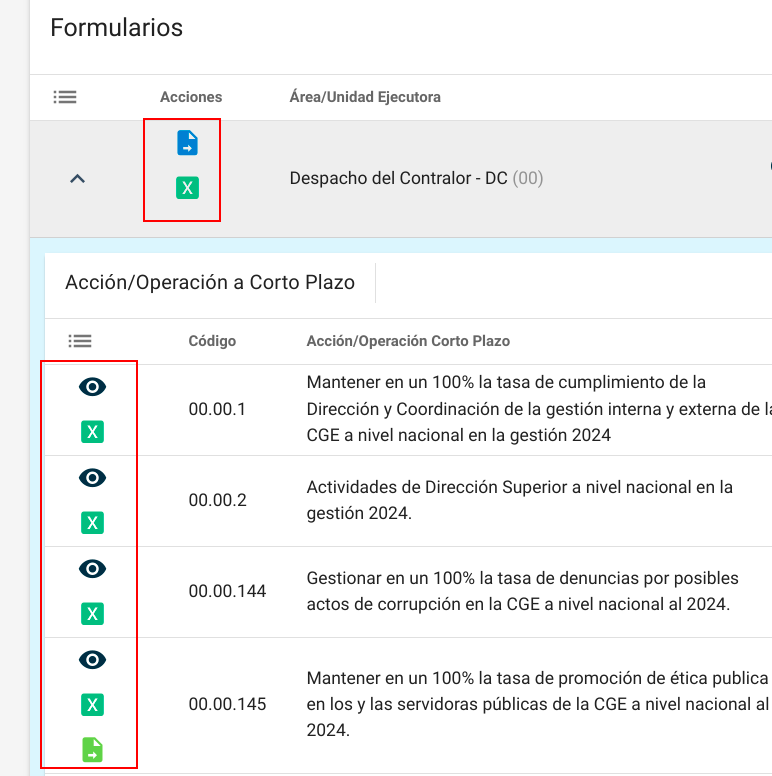 Formularios
Acciones Área/Unidad Ejecutora
X
Despacho del Contralor - DC (00)
Acción/Operación a Corto Plazo
Código Acción/Operación Corto Plazo
X
00.00.1
Mantener en un 100% la tasa de cumplimiento de la
Dirección y Coordinación de la gestión interna y externa de
CGE a nivel nacional en la gestión 2024
X
00.00.2
Actividades de Dirección Superior a nivel nacional en la
gestión 2024.
X
00.00.144
Gestionar en un 100% la tasa de denuncias por posibles
actos de corrupción en la CGE a nivel nacional al 2024.
X
00.00.145
Mantener en un 100% la tasa de promoción de ética publica
en los y las servidoras públicas de la CGE a nivel nacional al
2024.